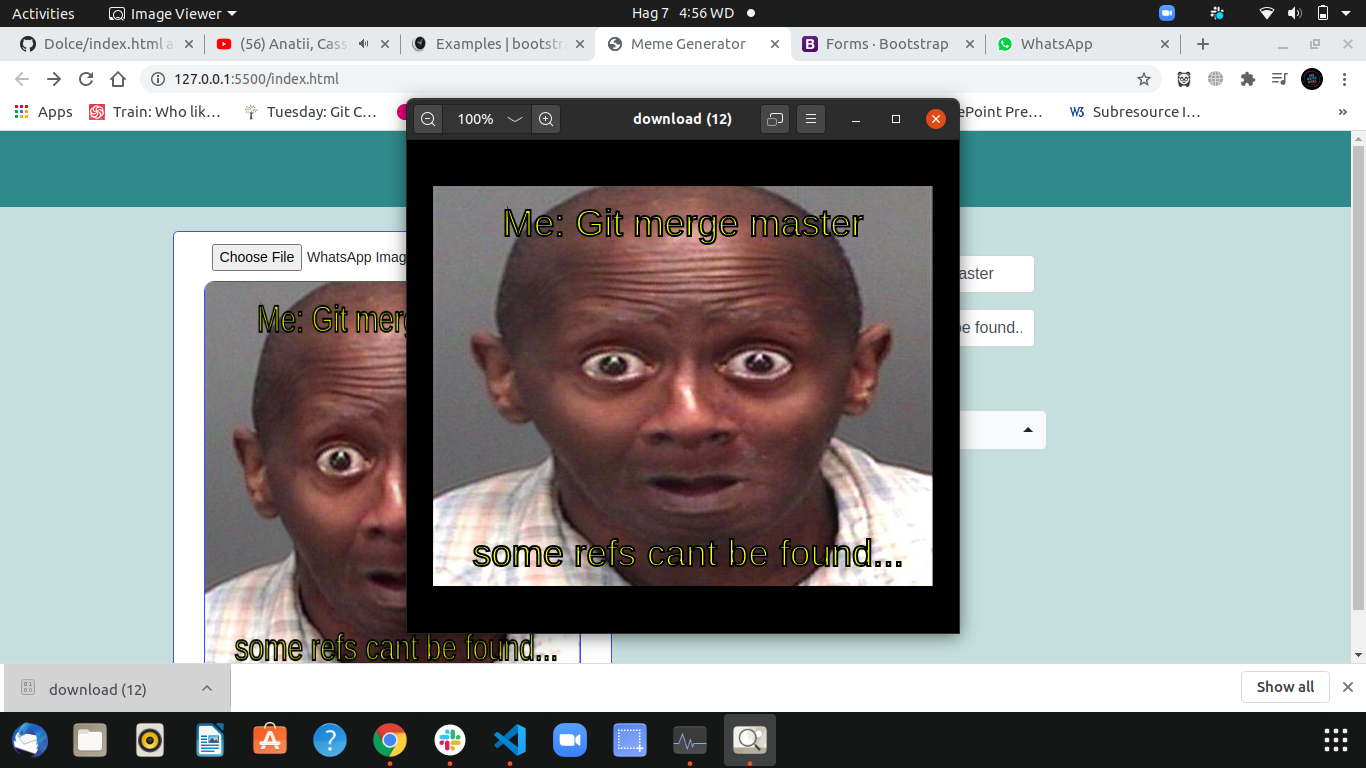 Activities
Image Viewer
Hag 7 4:56 WD
Dolce/index.html a
(56) Anatii, Cass
Examples | bootstr
Meme Generator
Forms · Bootstrap
WhatsApp
127.0.0.1:5500/index.html
Apps
Train: Who lik…
Tuesday: Git C…
ePoint Pre…
W3
Subresource I…
100%
download (12)
Choose File
WhatsApp Imag
Me: Git merge master
some refs cant be found...
Me: Git merg
some refs cant be found...
aster
be found..
download (12)
Show all